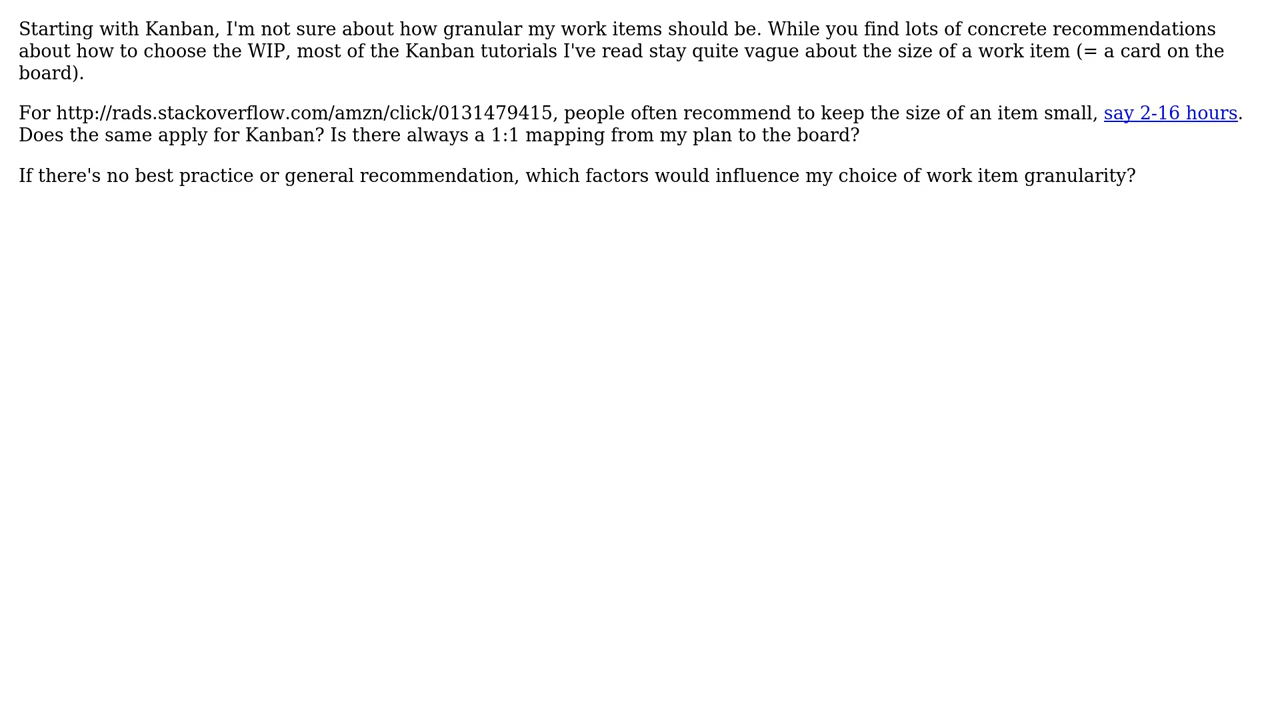 Starting with Kanban, I'm not sure about how granular my work items should be. While you find lots of concrete recommendations
about how to choose the WIP, most of the Kanban tutorials I've read stay quite vague about the size of a work item (= a card on the
board).
For http://rads.stackoverflow.com/amzn/click/0131479415, people often recommend to keep the size of an item small, say 2-16 hours.
Does the same apply for Kanban? Is there always a 1:1 mapping from my plan to the board?
If there's no best practice or general recommendation, which factors would influence my choice of work item granularity?